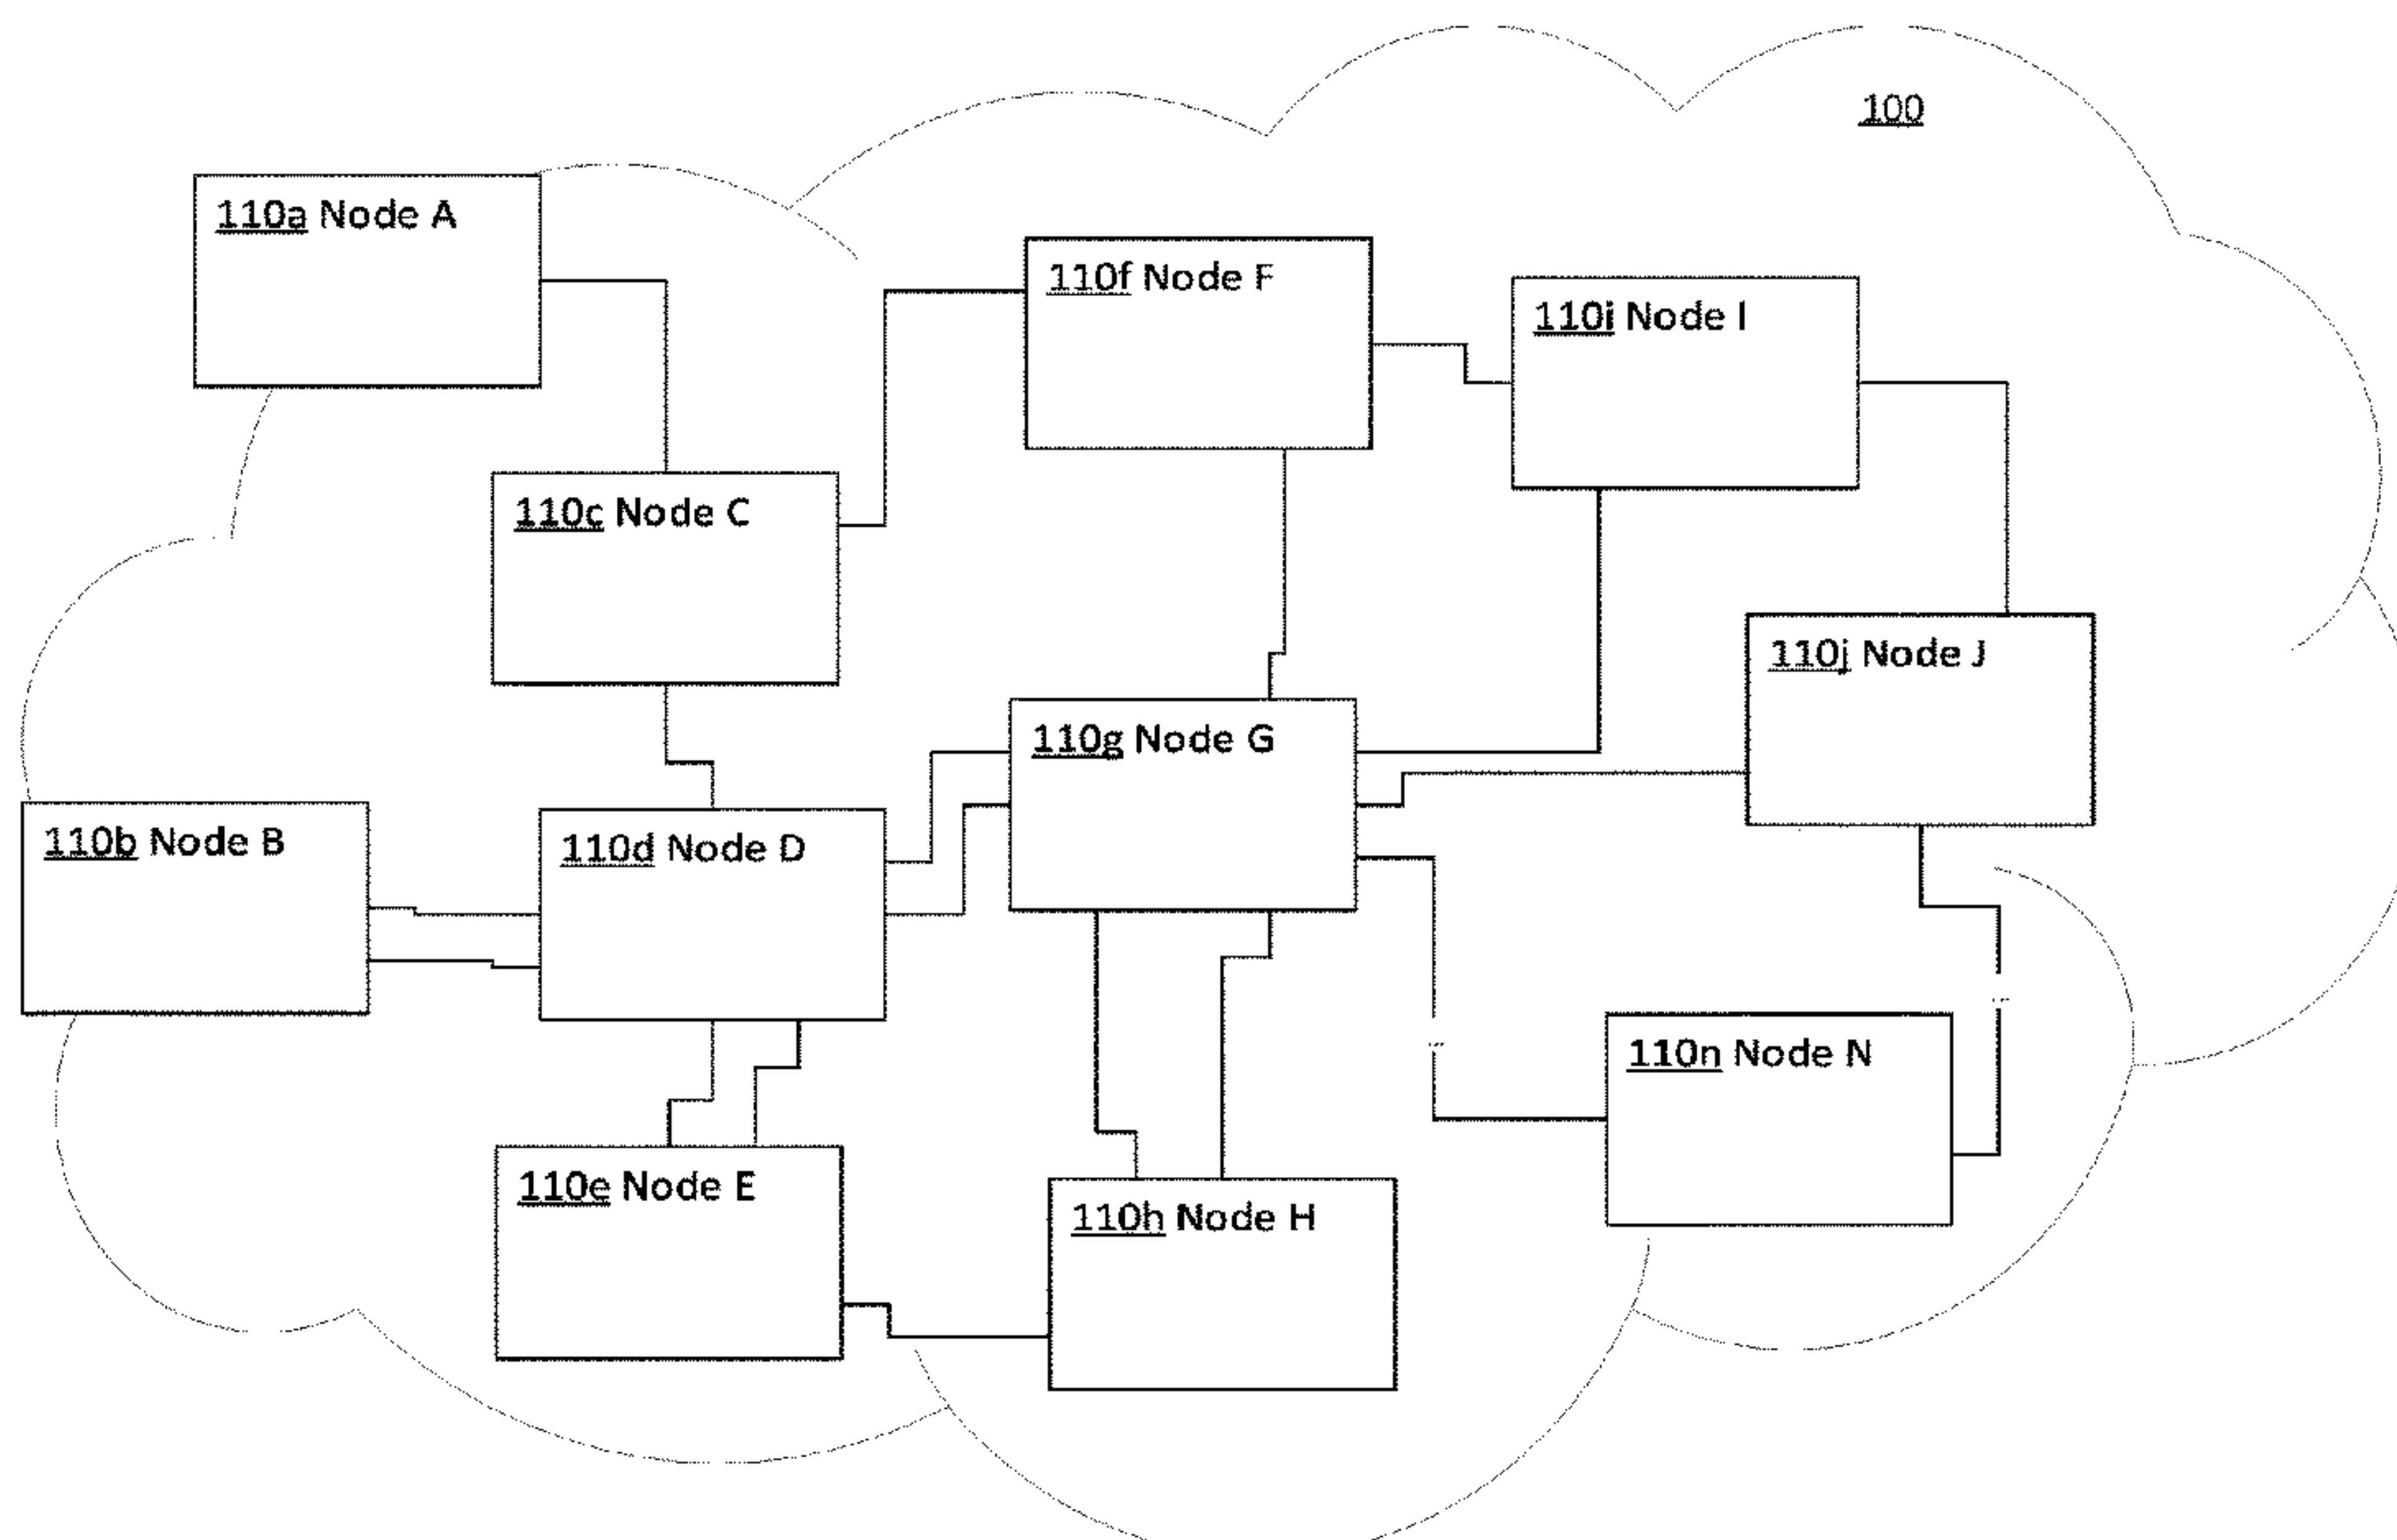 100
110a Node A
110f Node F
110i Node I
110c Node C
110j Node J
110g Node G
110b Node B
110d Node D
110n Node N
110e Node E
110h Node H